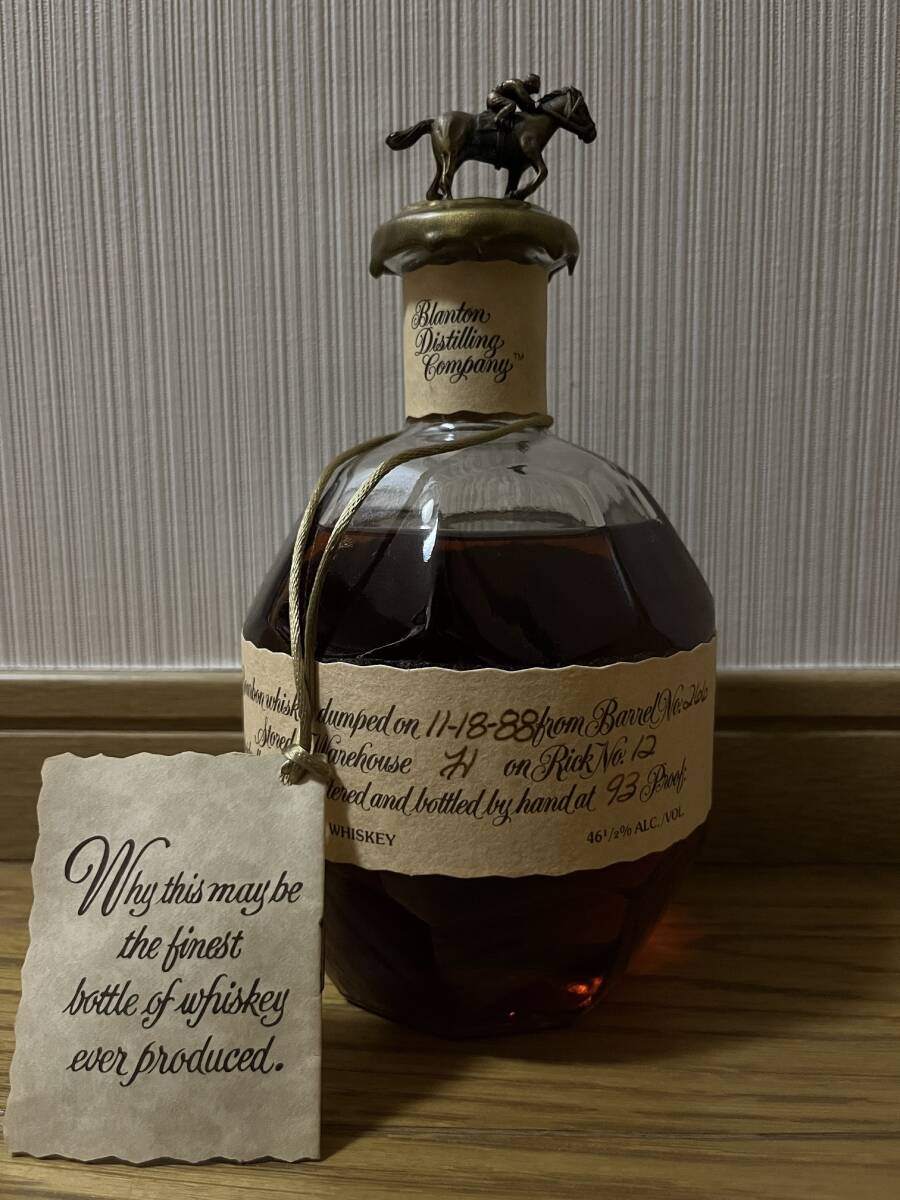 Blanton
Distilling
Company™
dumped on 11-18-88 from Barrel No. 266
Stored Warehouse H on Rick No. 12
and bottled by hand at 93 Proof.
WHISKEY 46 1/2% ALC./VOL.
Why this may be
the finest
bottle of whiskey
ever produced.